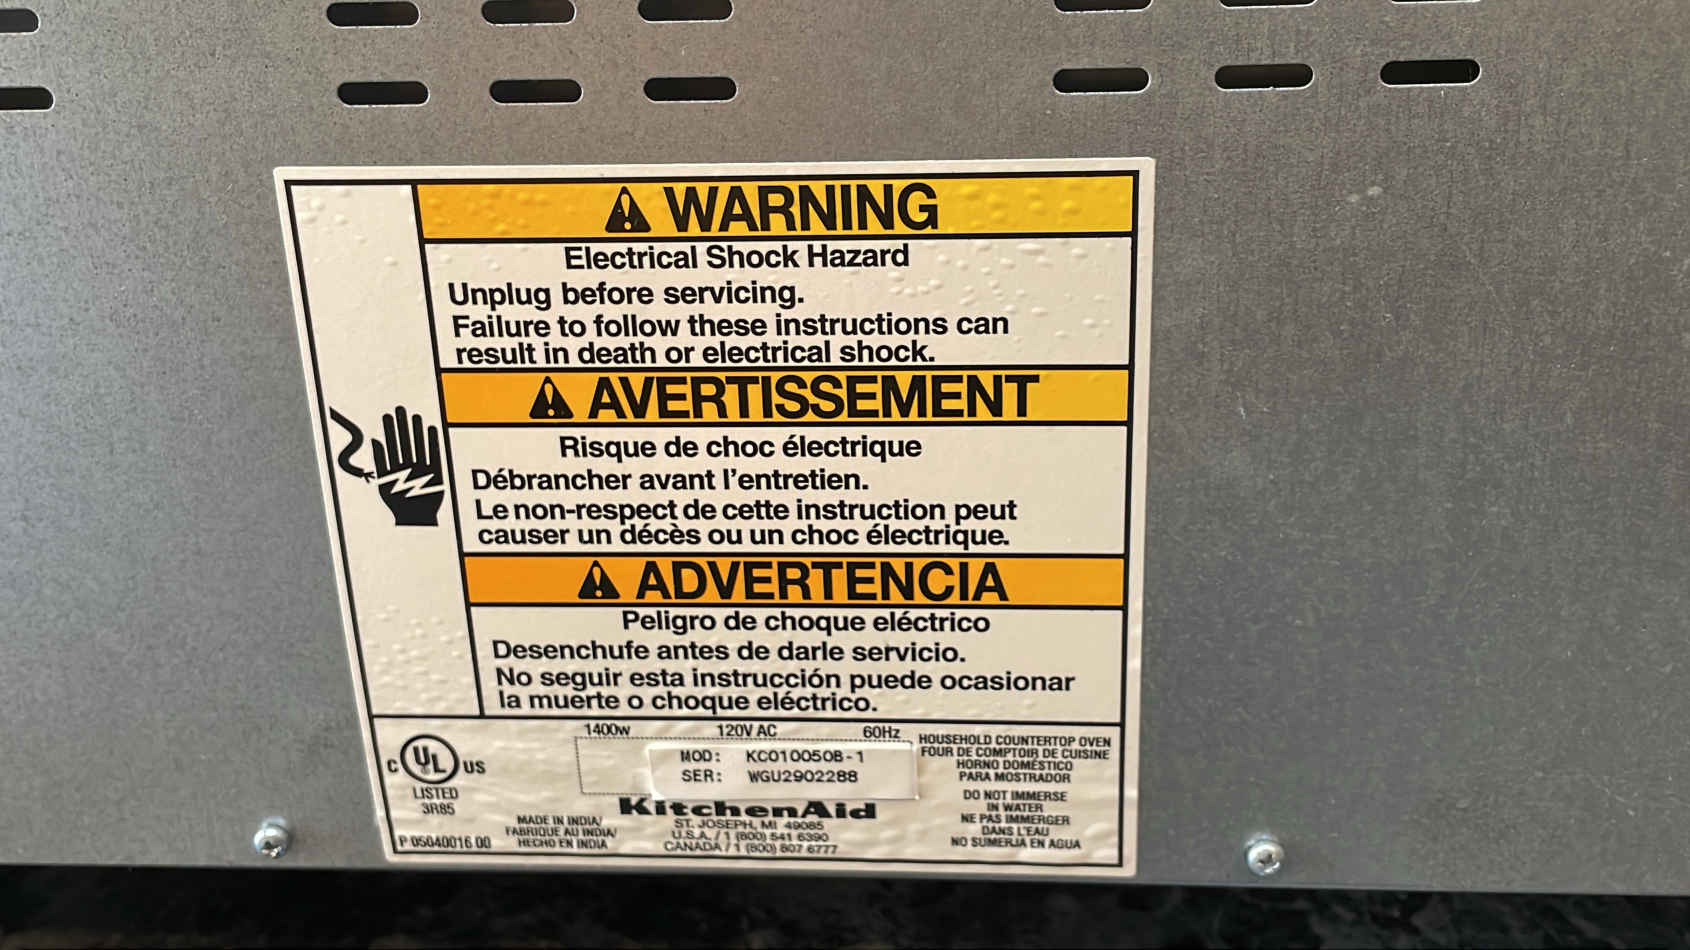 WARNING
Electrical Shock Hazard
Unplug before servicing.
Failure to follow these instructions can
result in death or electrical shock.
AVERTISSEMENT
Risque de choc électrique
Débrancher avant l'entretien.
Le non-respect de cette instruction peut
causer un décès ou un choc électrique.
ADVERTENCIA
Peligro de choque eléctrico
Desenchufe antes de darle servicio.
No seguir esta instrucción puede ocasionar
la muerte o choque eléctrico.
1400w 120V AC 60Hz
MOD: KCO10050B-1
SER: WGU2902288
C UL US
LISTED
3R85
P 05040016 00
MADE IN INDIA/
FABRIQUE AU INDIA/
HECHO EN INDIA
KitchenAid
ST. JOSEPH, MI 49085
U.S.A. / 1 (800) 541 6390
CANADA / 1 (800) 807 6777
HOUSEHOLD COUNTERTOP OVEN
FOUR DE COMPTOIR DE CUISINE
HORNO DOMÉSTICO
PARA MOSTRADOR
DO NOT IMMERSE
IN WATER
NE PAS IMMERGER
DANS L'EAU
NO SUMERJA EN AGUA